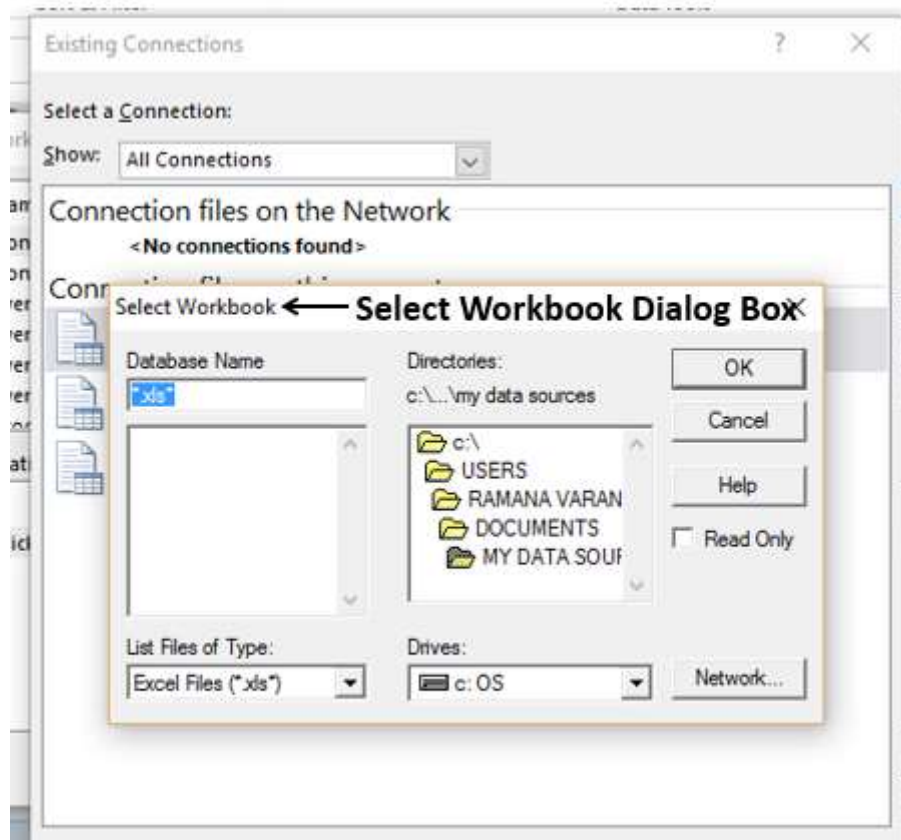 Existing Connections ? ×
Select a Connection:
Show: All Connections
Connection files on the Network
<No connections found>
Select Workbook Select Workbook Dialog Box ×
Database Name
*.xls*
Directories:
c:\...\my data sources
c:\
USERS
RAMANA VARAN
DOCUMENTS
MY DATA SOUR
OK
Cancel
Help
Read Only
List Files of Type:
Excel Files (*.xls*)
Drives:
c: OS
Network...